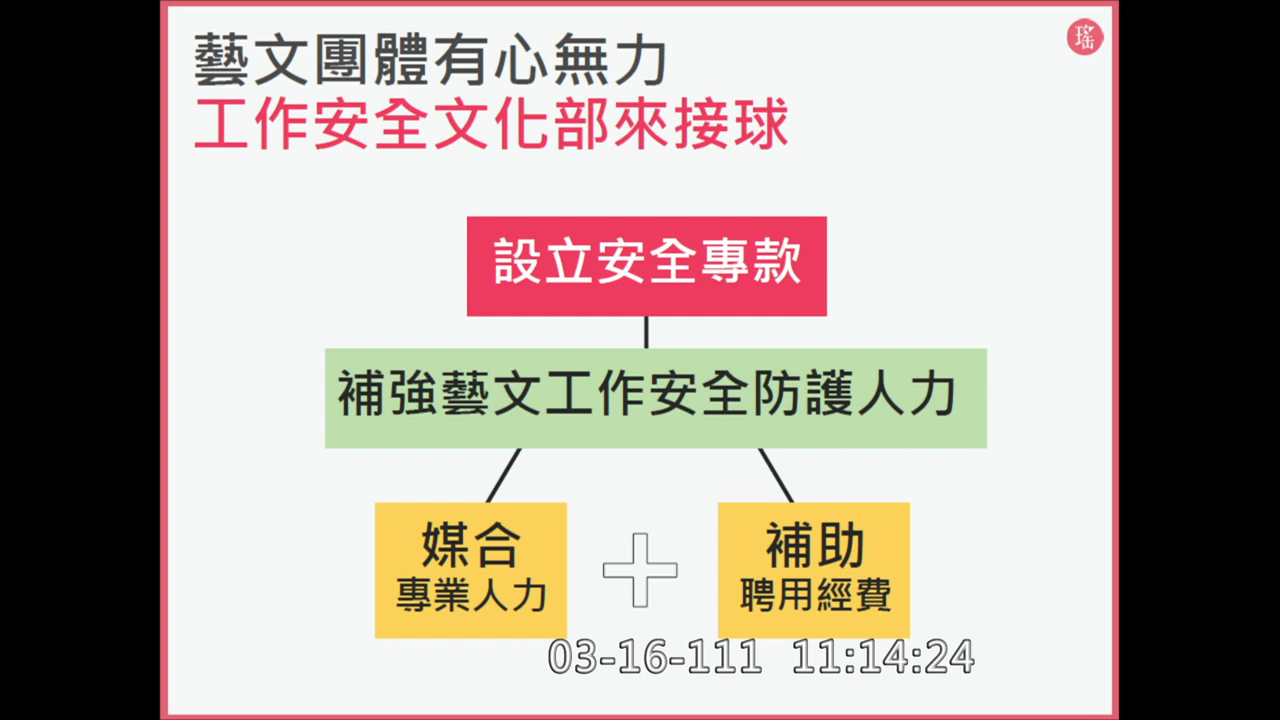 藝文團體有心無力
瑤
工作安全文化部來接球
設立安全專款
補強藝文工作安全防護人力
媒合
專業人力
補助
聘用經費
03-16-111 11:14:24